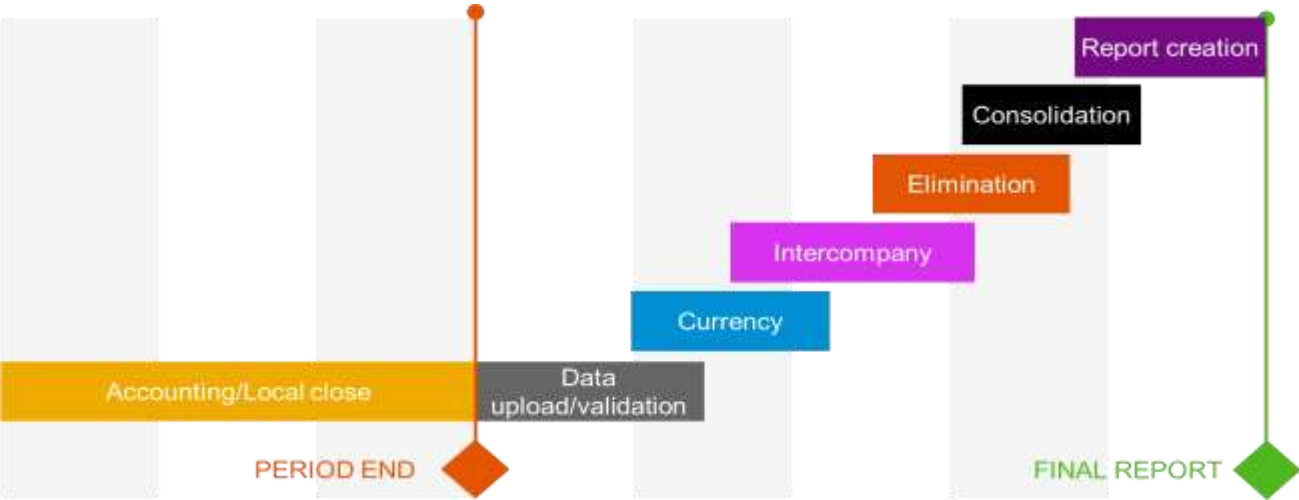 Report creation
Consolidation
Elimination
Intercompany
Currency
Accounting/Local close
Data
upload/validation
PERIOD END
FINAL REPORT